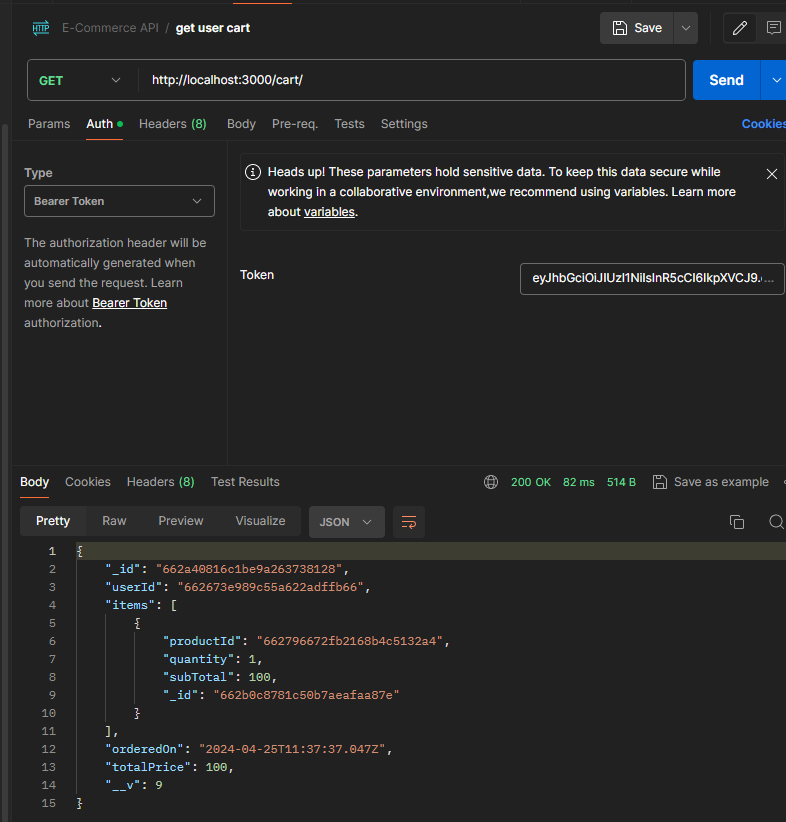 HTTP E-Commerce API / get user cart Save
GET http://localhost:3000/cart/ Send
Params Auth Headers (8) Body Pre-req. Tests Settings Cookies
Type
Bearer Token
The authorization header will be
automatically generated when
you send the request. Learn
more about Bearer Token
authorization.
Heads up! These parameters hold sensitive data. To keep this data secure while
working in a collaborative environment,we recommend using variables. Learn more
about variables.
Token
Body Cookies Headers (8) Test Results 200 OK 82 ms 514 B Save as example
Pretty Raw Preview Visualize JSON
1 {
2 "_id": "662a40816c1be9a263738128",
3 "userId": "662673e989c55a622adffb66",
4 "items": [
5 {
6 "productId": "662796672fb2168b4c5132a4",
7 "quantity": 1,
8 "subTotal": 100,
9 "_id": "662b0c8781c50b7aeafaa87e"
10 }
11 ],
12 "orderedOn": "2024-04-25T11:37:37.047Z",
13 "totalPrice": 100,
14 "__v": 9
15 }